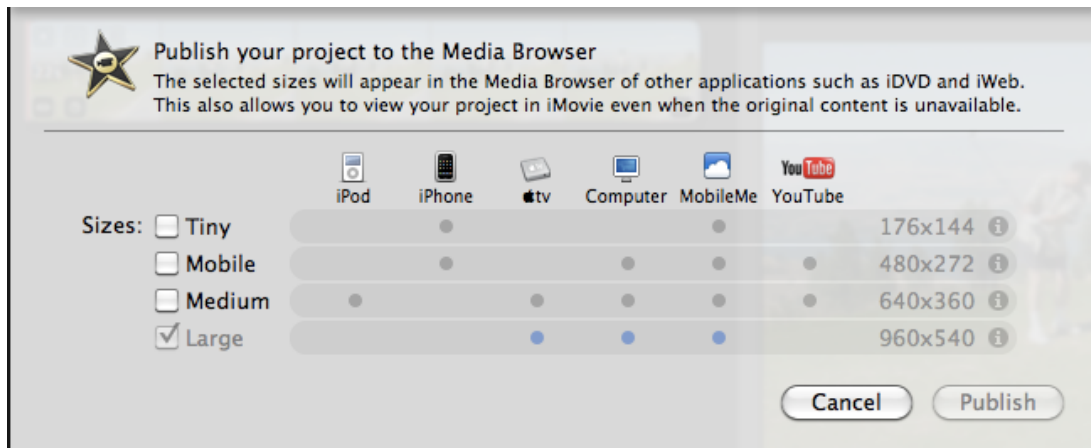 Publish your project to the Media Browser
The selected sizes will appear in the Media Browser of other applications such as iDVD and iWeb.
This also allows you to view your project in iMovie even when the original content is unavailable.
You Tube
iPod iPhone tv Computer MobileMe YouTube
Sizes: Tiny 176x144
Mobile 480x272
Medium 640x360
Large 960x540
Cancel Publish